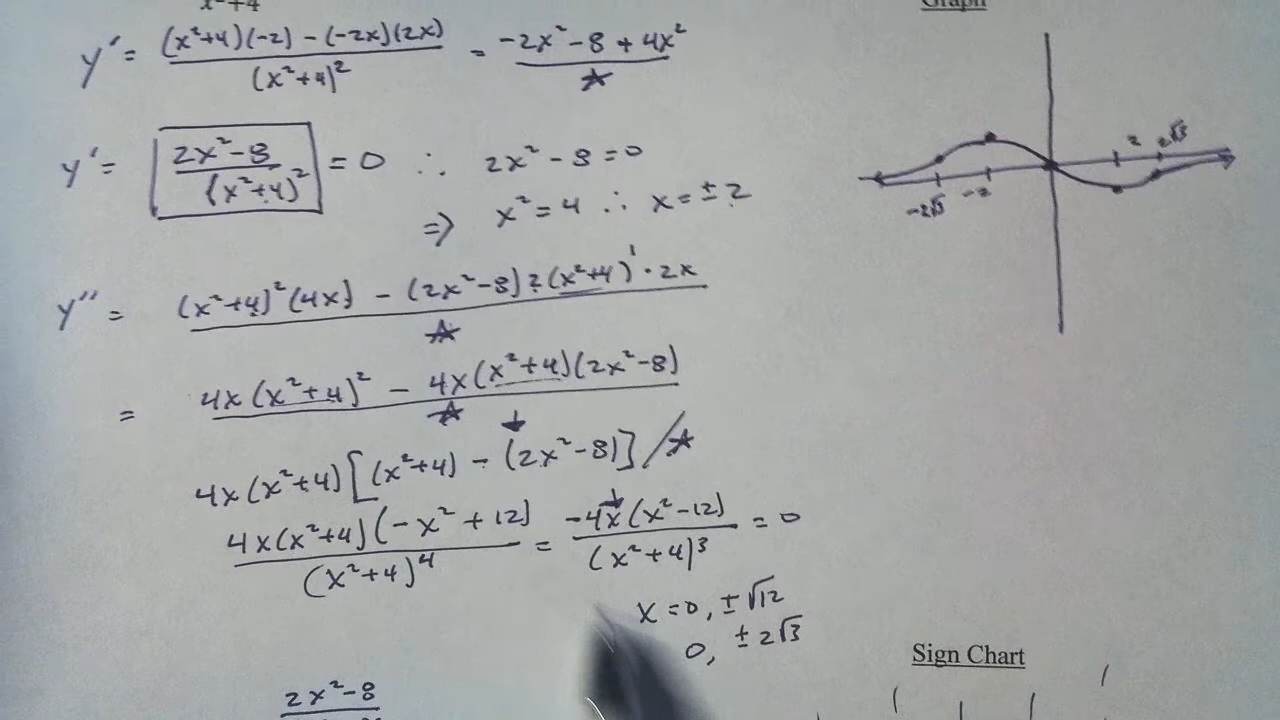 x²+4
Graph
y' = (x²+4)(-2) - (-2x)(2x) / (x²+4)² = -2x² - 8 + 4x² / ☆
y' = 2x²-8 / (x²+4)² = 0 ∴ 2x² - 8 = 0
⇒ x² = 4 ∴ x = ± 2
2 2√3
-2√3 -2
y'' = (x²+4)²(4x) - (2x²-8)2(x²+4)¹ · 2x / ☆
= 4x(x²+4)² - 4x(x²+4)(2x²-8) / ☆
4x(x²+4)[(x²+4) - (2x²-8)] / ☆
4x(x²+4)(-x²+12) / (x²+4)⁴ = -4x(x²-12) / (x²+4)³ = 0
x = 0, ± √12
0, ± 2√3
Sign Chart
2x²-8